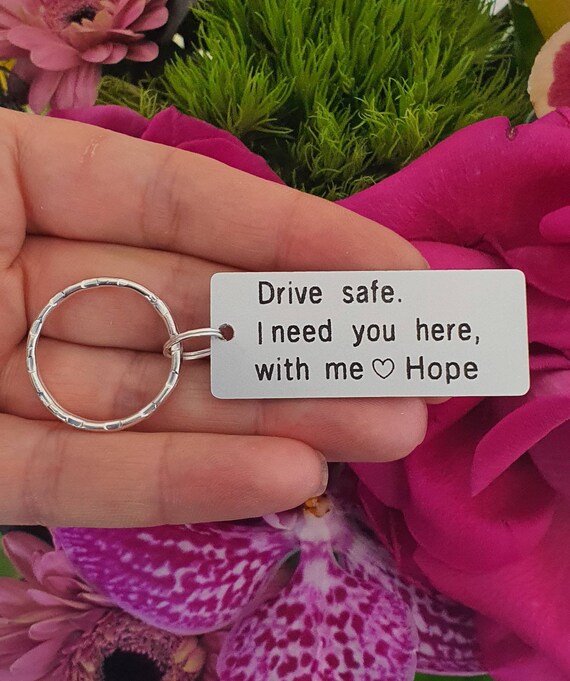 Drive safe.
I need you here,
with me ♡ Hope